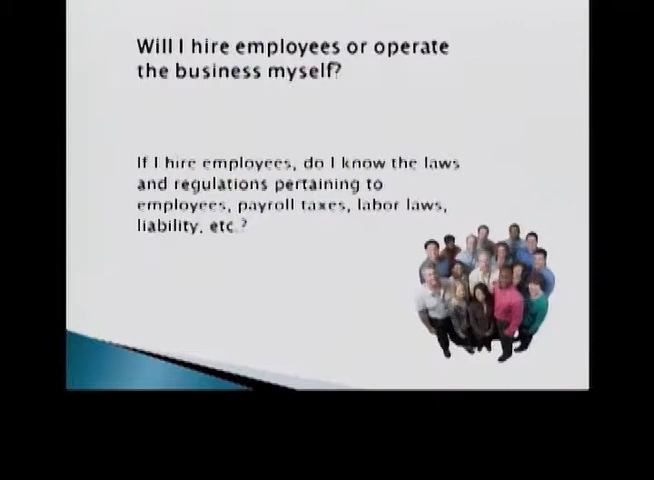 Will I hire employees or operate
the business myself?
If I hire employees, do I know the laws
and regulations pertaining to
employees, payroll taxes, labor laws,
liability, etc.?